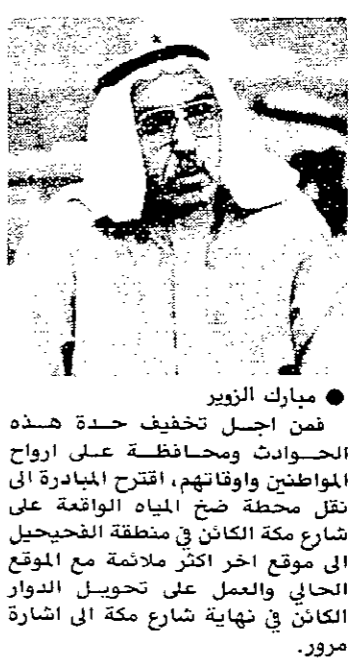 ● مبارك الزوير
فمن اجل تخفيف حدة هذه
الحوادث ومحافظة على ارواح
المواطنين واوقاتهم، اقترح المبادرة الى
نقل محطة ضخ المياه الواقعة على
شارع مكة الكائن في منطقة الفحيحيل
الى موقع اخر اكثر ملائمة مع الموقع
الحالي والعمل على تحويل الدوار
الكائن في نهاية شارع مكة الى اشارة
مرور.